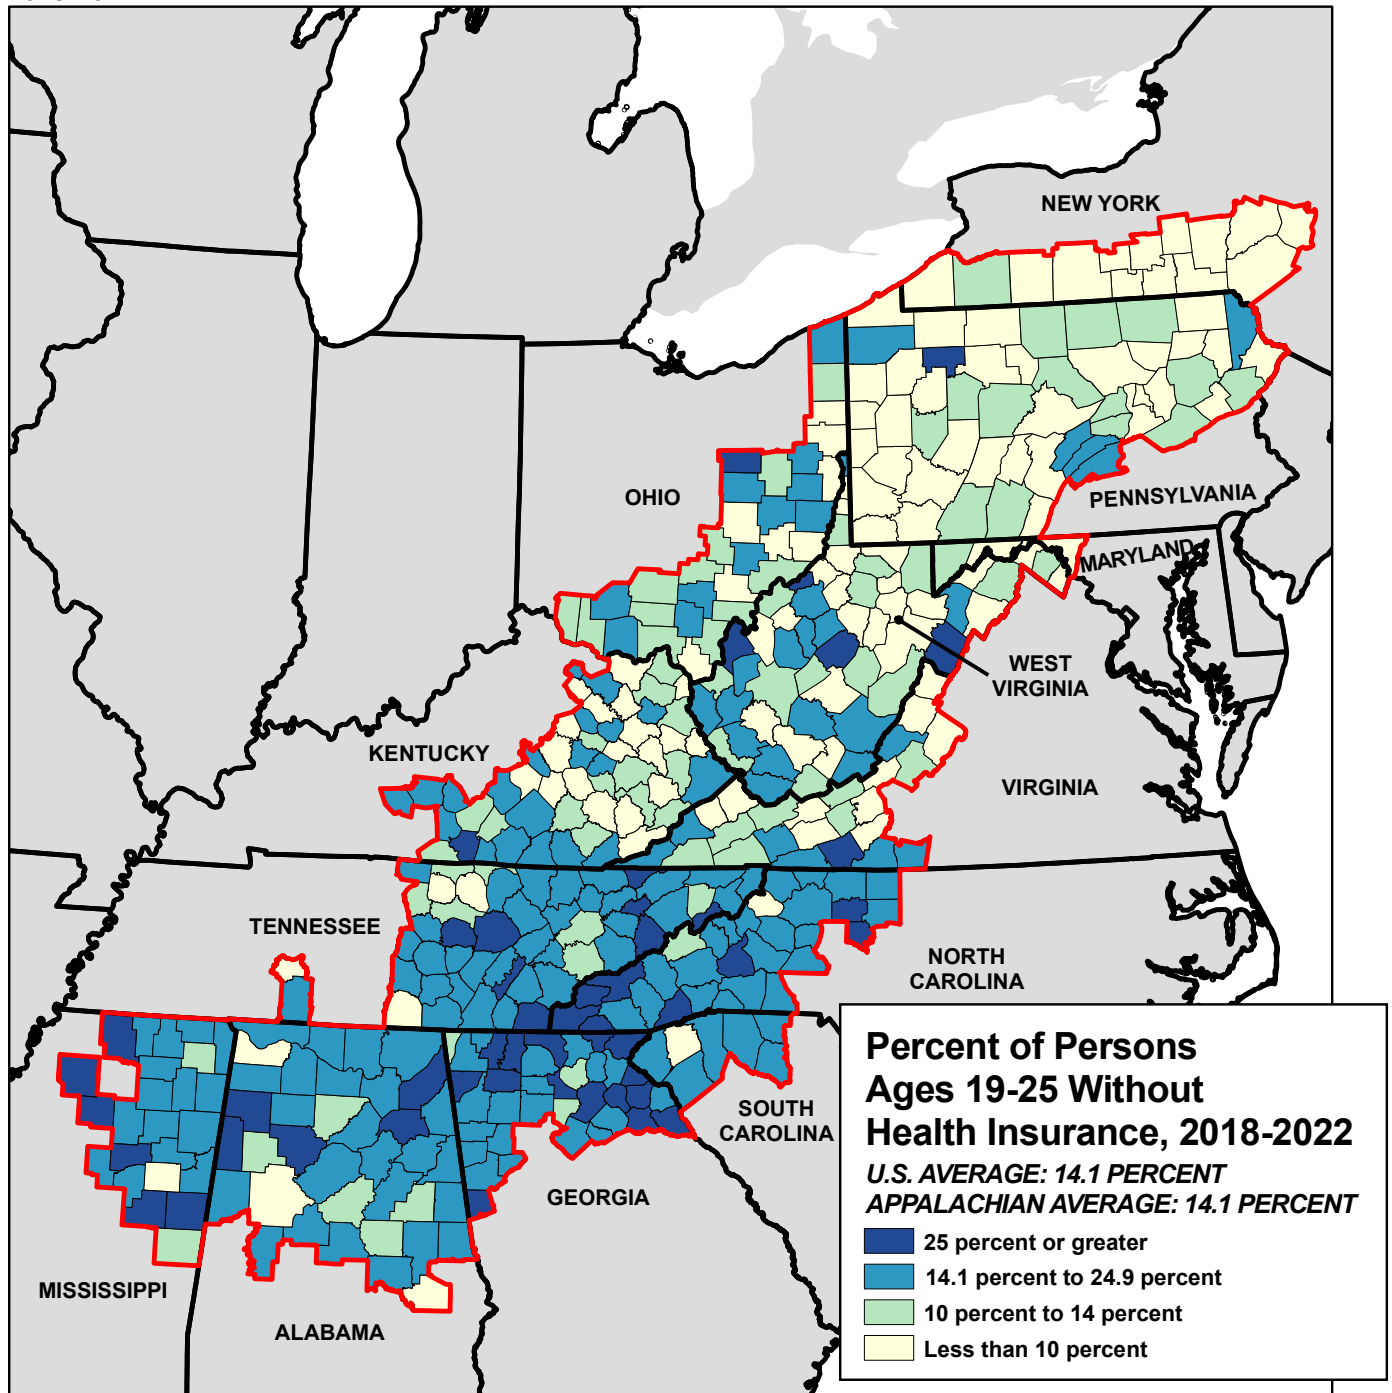 NEW YORK
OHIO
PENNSYLVANIA
MARYLAND
WEST
VIRGINIA
KENTUCKY
VIRGINIA
TENNESSEE
NORTH
CAROLINA
SOUTH
CAROLINA
GEORGIA
MISSISSIPPI
ALABAMA
Percent of Persons
Ages 19-25 Without
Health Insurance, 2018-2022
U.S. AVERAGE: 14.1 PERCENT
APPALACHIAN AVERAGE: 14.1 PERCENT
25 percent or greater
14.1 percent to 24.9 percent
10 percent to 14 percent
Less than 10 percent